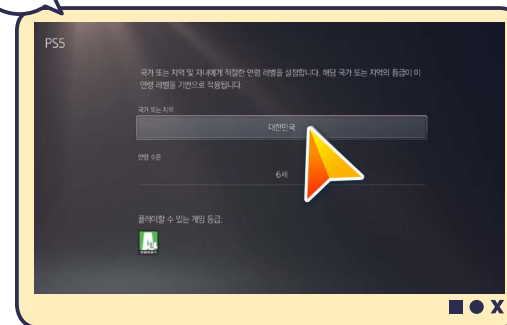 PS5
국가 또는 지역 및 자녀에게 적절한 연령 레벨을 설정합니다. 해당 국가 또는 지역의 등급이 이
연령 레벨을 기반으로 적용됩니다.
국가 또는 지역
대한민국
연령 수준
6세
플레이할 수 있는 게임 등급:
X